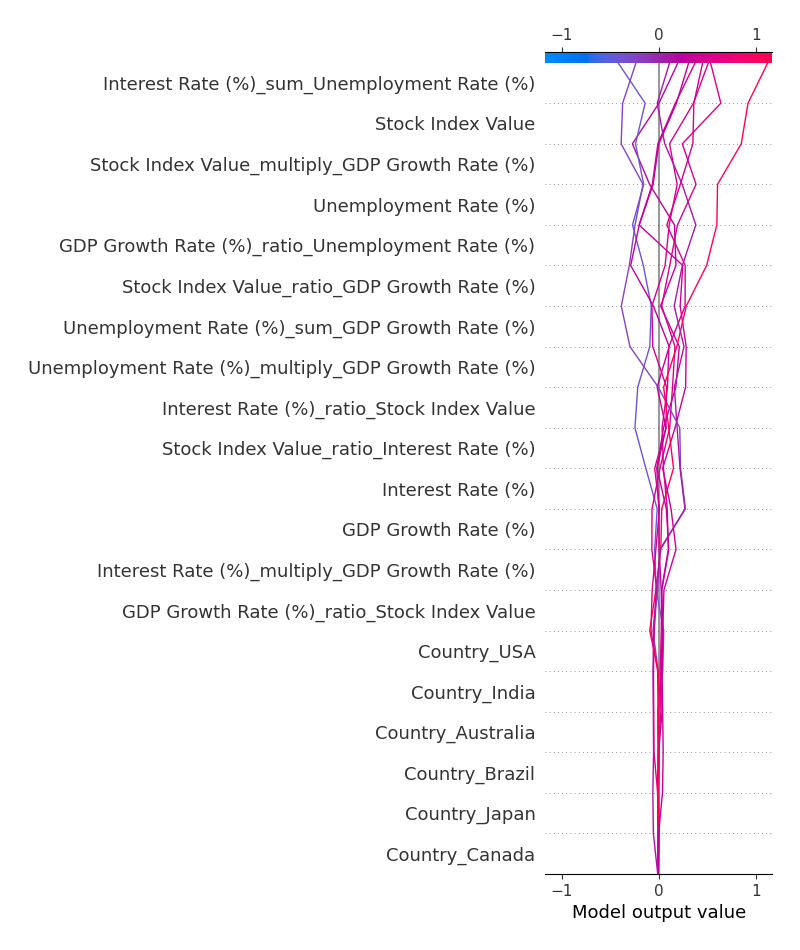 −1 0 1
Interest Rate (%)_sum_Unemployment Rate (%)
Stock Index Value
Stock Index Value_multiply_GDP Growth Rate (%)
Unemployment Rate (%)
GDP Growth Rate (%)_ratio_Unemployment Rate (%)
Stock Index Value_ratio_GDP Growth Rate (%)
Unemployment Rate (%)_sum_GDP Growth Rate (%)
Unemployment Rate (%)_multiply_GDP Growth Rate (%)
Interest Rate (%)_ratio_Stock Index Value
Stock Index Value_ratio_Interest Rate (%)
Interest Rate (%)
GDP Growth Rate (%)
Interest Rate (%)_multiply_GDP Growth Rate (%)
GDP Growth Rate (%)_ratio_Stock Index Value
Country_USA
Country_India
Country_Australia
Country_Brazil
Country_Japan
Country_Canada
−1 0 1
Model output value